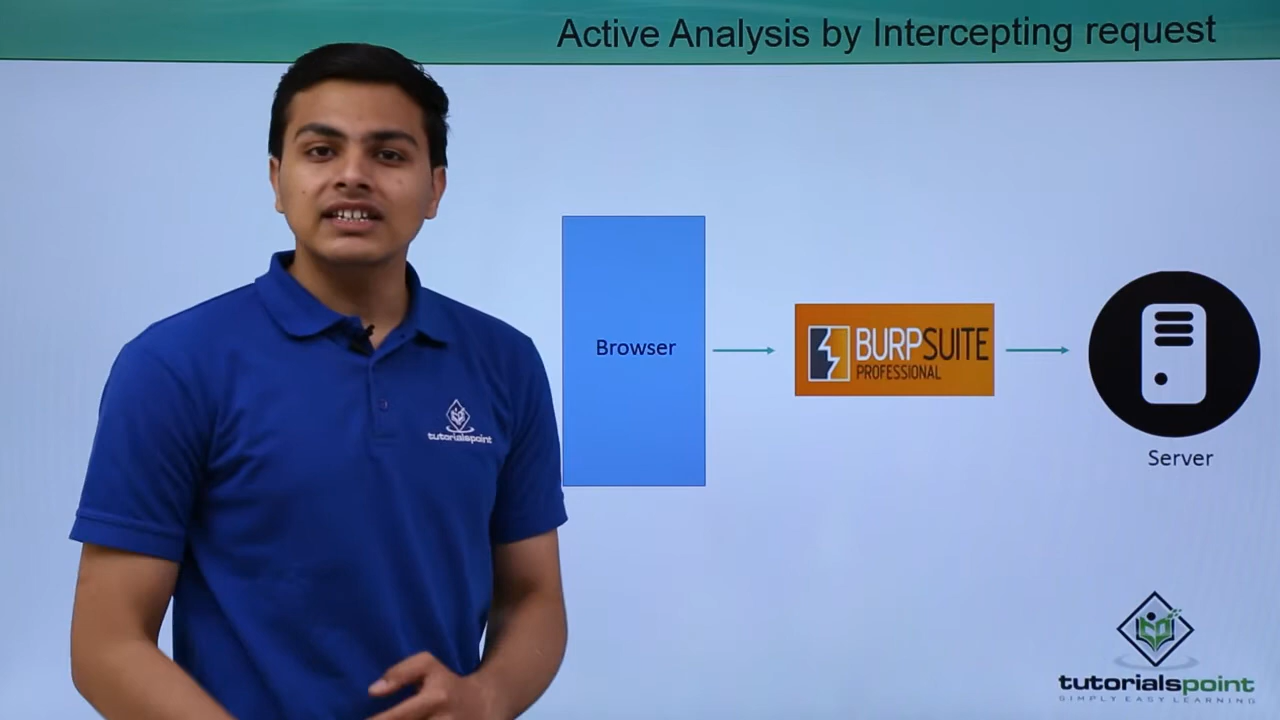 Active Analysis by Intercepting request
Browser
BURPSUITE
PROFESSIONAL
Server
tutorialspoint
tutorialspoint
SIMPLY EASY LEARNING